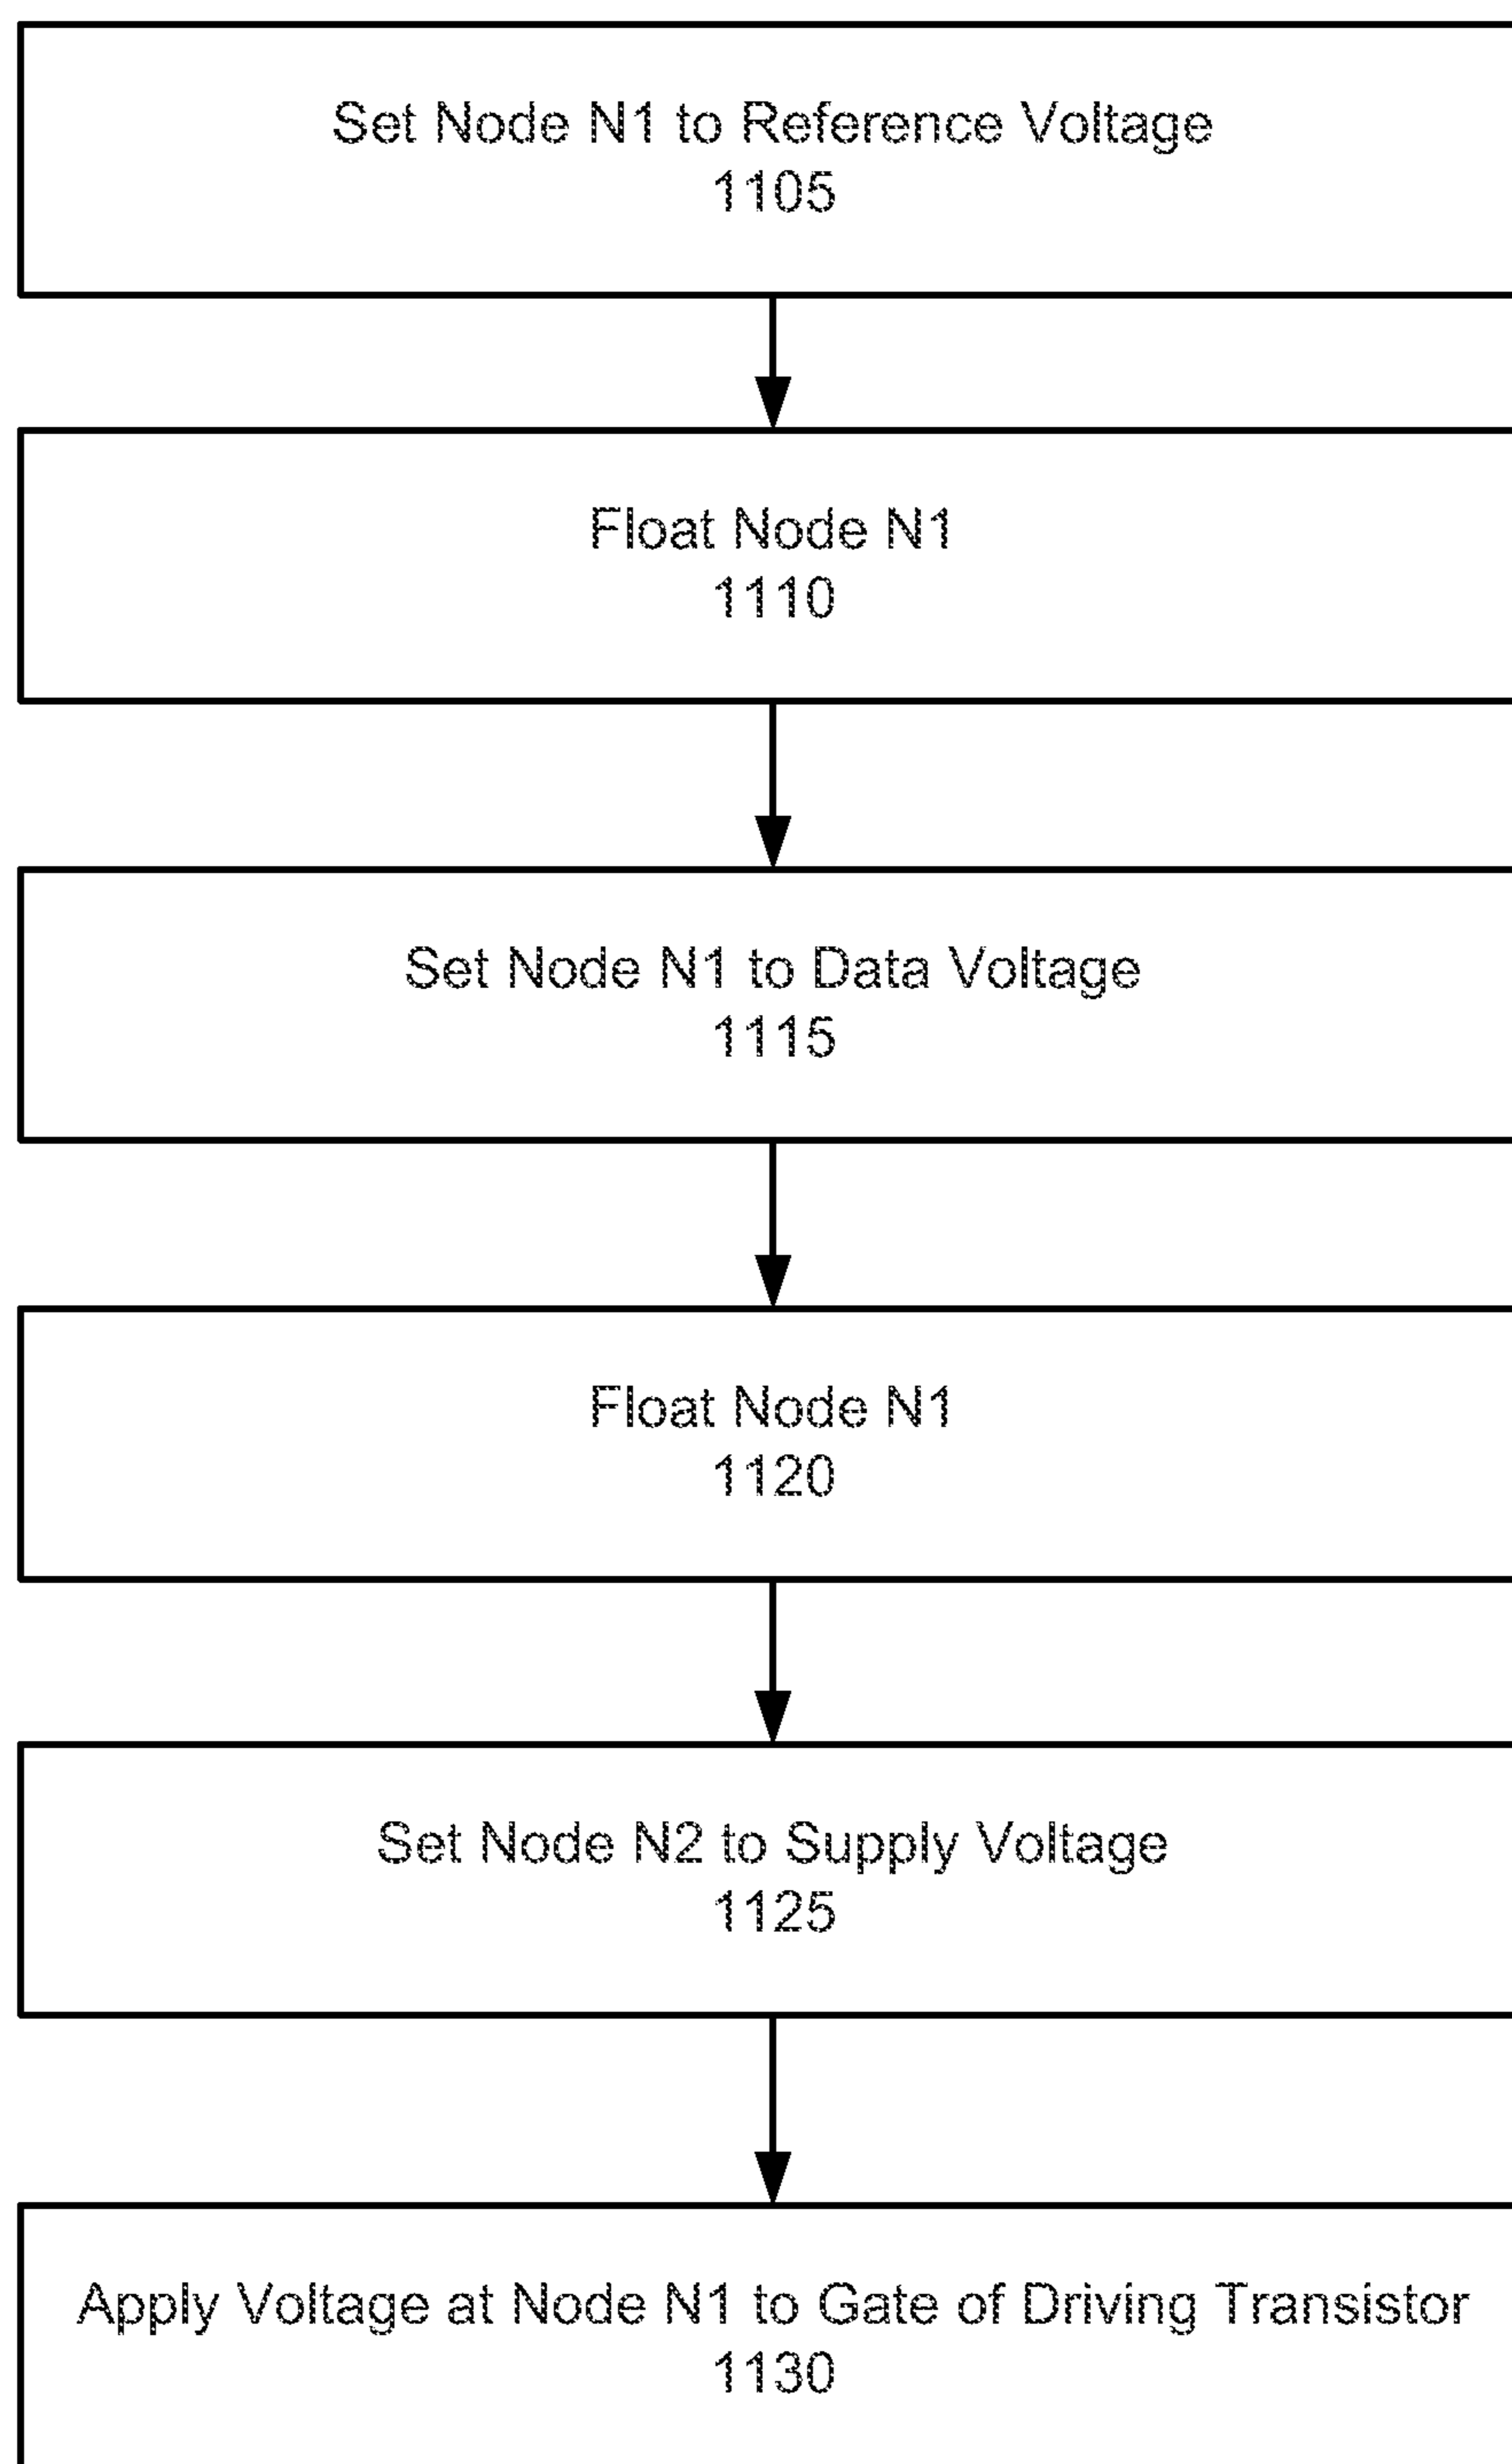 Set Node N1 to Reference Voltage
1105
Float Node N1
1110
Set Node N1 to Data Voltage
1115
Float Node N1
1120
Set Node N2 to Supply Voltage
1125
Apply Voltage at Node N1 to Gate of Driving Transistor
1130